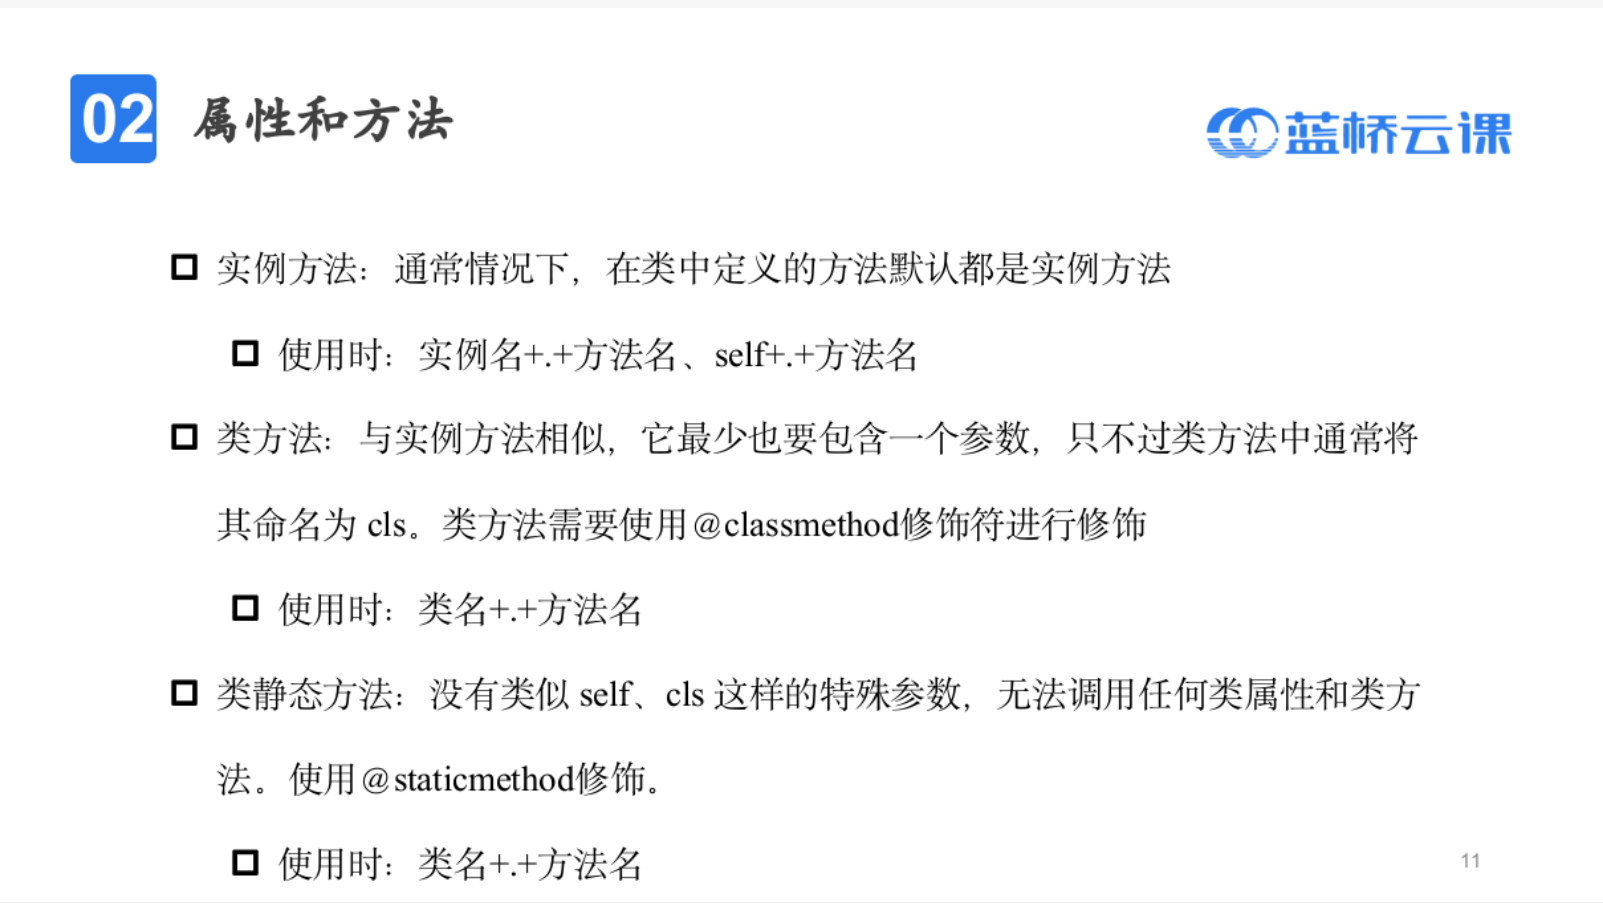 02 属性和方法
蓝桥云课
实例方法：通常情况下，在类中定义的方法默认都是实例方法
使用时：实例名+.+方法名、self+.+方法名
类方法：与实例方法相似，它最少也要包含一个参数，只不过类方法中通常将
其命名为 cls。类方法需要使用@classmethod修饰符进行修饰
使用时：类名+.+方法名
类静态方法：没有类似 self、cls 这样的特殊参数，无法调用任何类属性和类方
法。使用@staticmethod修饰。
使用时：类名+.+方法名
11